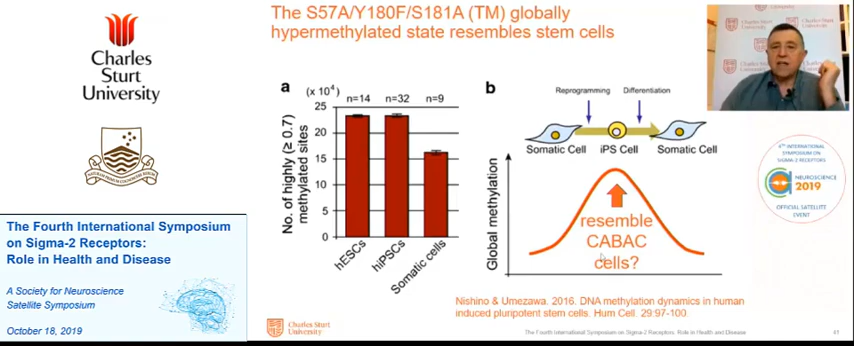 The S57A/Y180F/S181A (TM) globally
hypermethylated state resembles stem cells
Charles
Sturt
University
The Fourth International Symposium
on Sigma-2 Receptors:
Role in Health and Disease
A Society for Neuroscience
Satellite Symposium
October 18, 2019
a
(x 10⁴)
n=14
n=32
n=9
25
20
15
10
5
0
No. of highly (≥ 0.7)
methylated sites
hESCs
hiPSCs
Somatic cells
b
Reprogramming
Differentiation
Somatic Cell
iPS Cell
Somatic Cell
Global methylation
resemble
CABAC
cells?
Nishino & Umezawa. 2016. DNA methylation dynamics in human
induced pluripotent stem cells. Hum Cell. 29:97-100.
Charles Sturt
University
The Fourth International Symposium on Sigma-2 Receptors: Role in Health and Disease
41
4TH INTERNATIONAL
SYMPOSIUM ON
SIGMA-2 RECEPTORS
NEUROSCIENCE
2019
OFFICIAL SATELLITE
EVENT